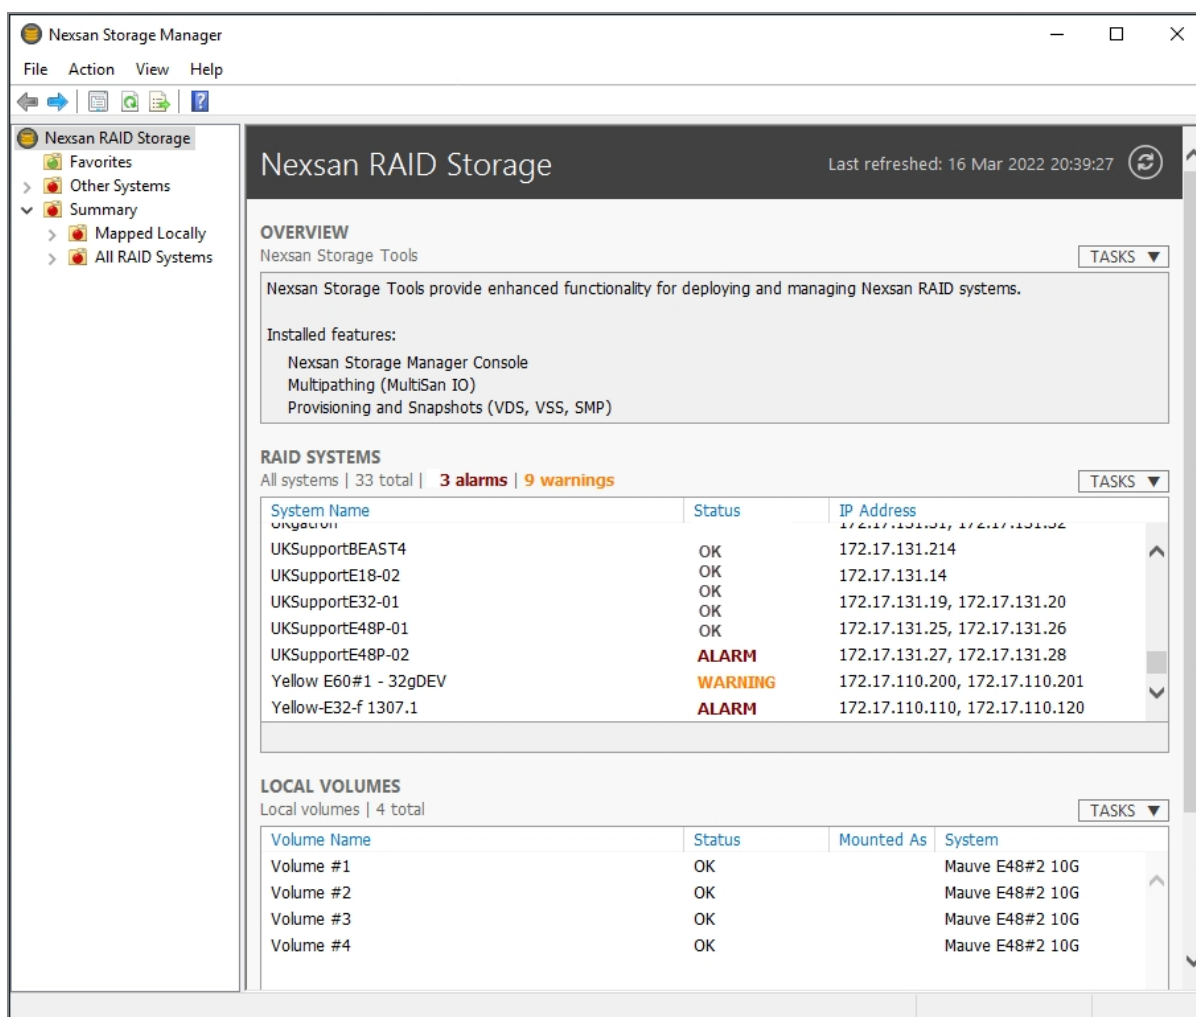 Nexsan Storage Manager
File Action View Help
Nexsan RAID Storage
Favorites
Other Systems
Summary
Mapped Locally
All RAID Systems
Nexsan RAID Storage
Last refreshed: 16 Mar 2022 20:39:27
OVERVIEW
Nexsan Storage Tools
TASKS
Nexsan Storage Tools provide enhanced functionality for deploying and managing Nexsan RAID systems.
Installed features:
Nexsan Storage Manager Console
Multipathing (MultiSan IO)
Provisioning and Snapshots (VDS, VSS, SMP)
RAID SYSTEMS
All systems | 33 total | 3 alarms | 9 warnings
TASKS
System Name Status IP Address
UKgatron 172.17.131.31, 172.17.131.32
UKSupportBEAST4 OK 172.17.131.214
UKSupportE18-02 OK 172.17.131.14
UKSupportE32-01 OK 172.17.131.19, 172.17.131.20
UKSupportE48P-01 OK 172.17.131.25, 172.17.131.26
OK
UKSupportE48P-02 ALARM 172.17.131.27, 172.17.131.28
Yellow E60#1 - 32gDEV WARNING 172.17.110.200, 172.17.110.201
Yellow-E32-f 1307.1 ALARM 172.17.110.110, 172.17.110.120
LOCAL VOLUMES
Local volumes | 4 total
TASKS
Volume Name Status Mounted As System
Volume #1 OK Mauve E48#2 10G
Volume #2 OK Mauve E48#2 10G
Volume #3 OK Mauve E48#2 10G
Volume #4 OK Mauve E48#2 10G